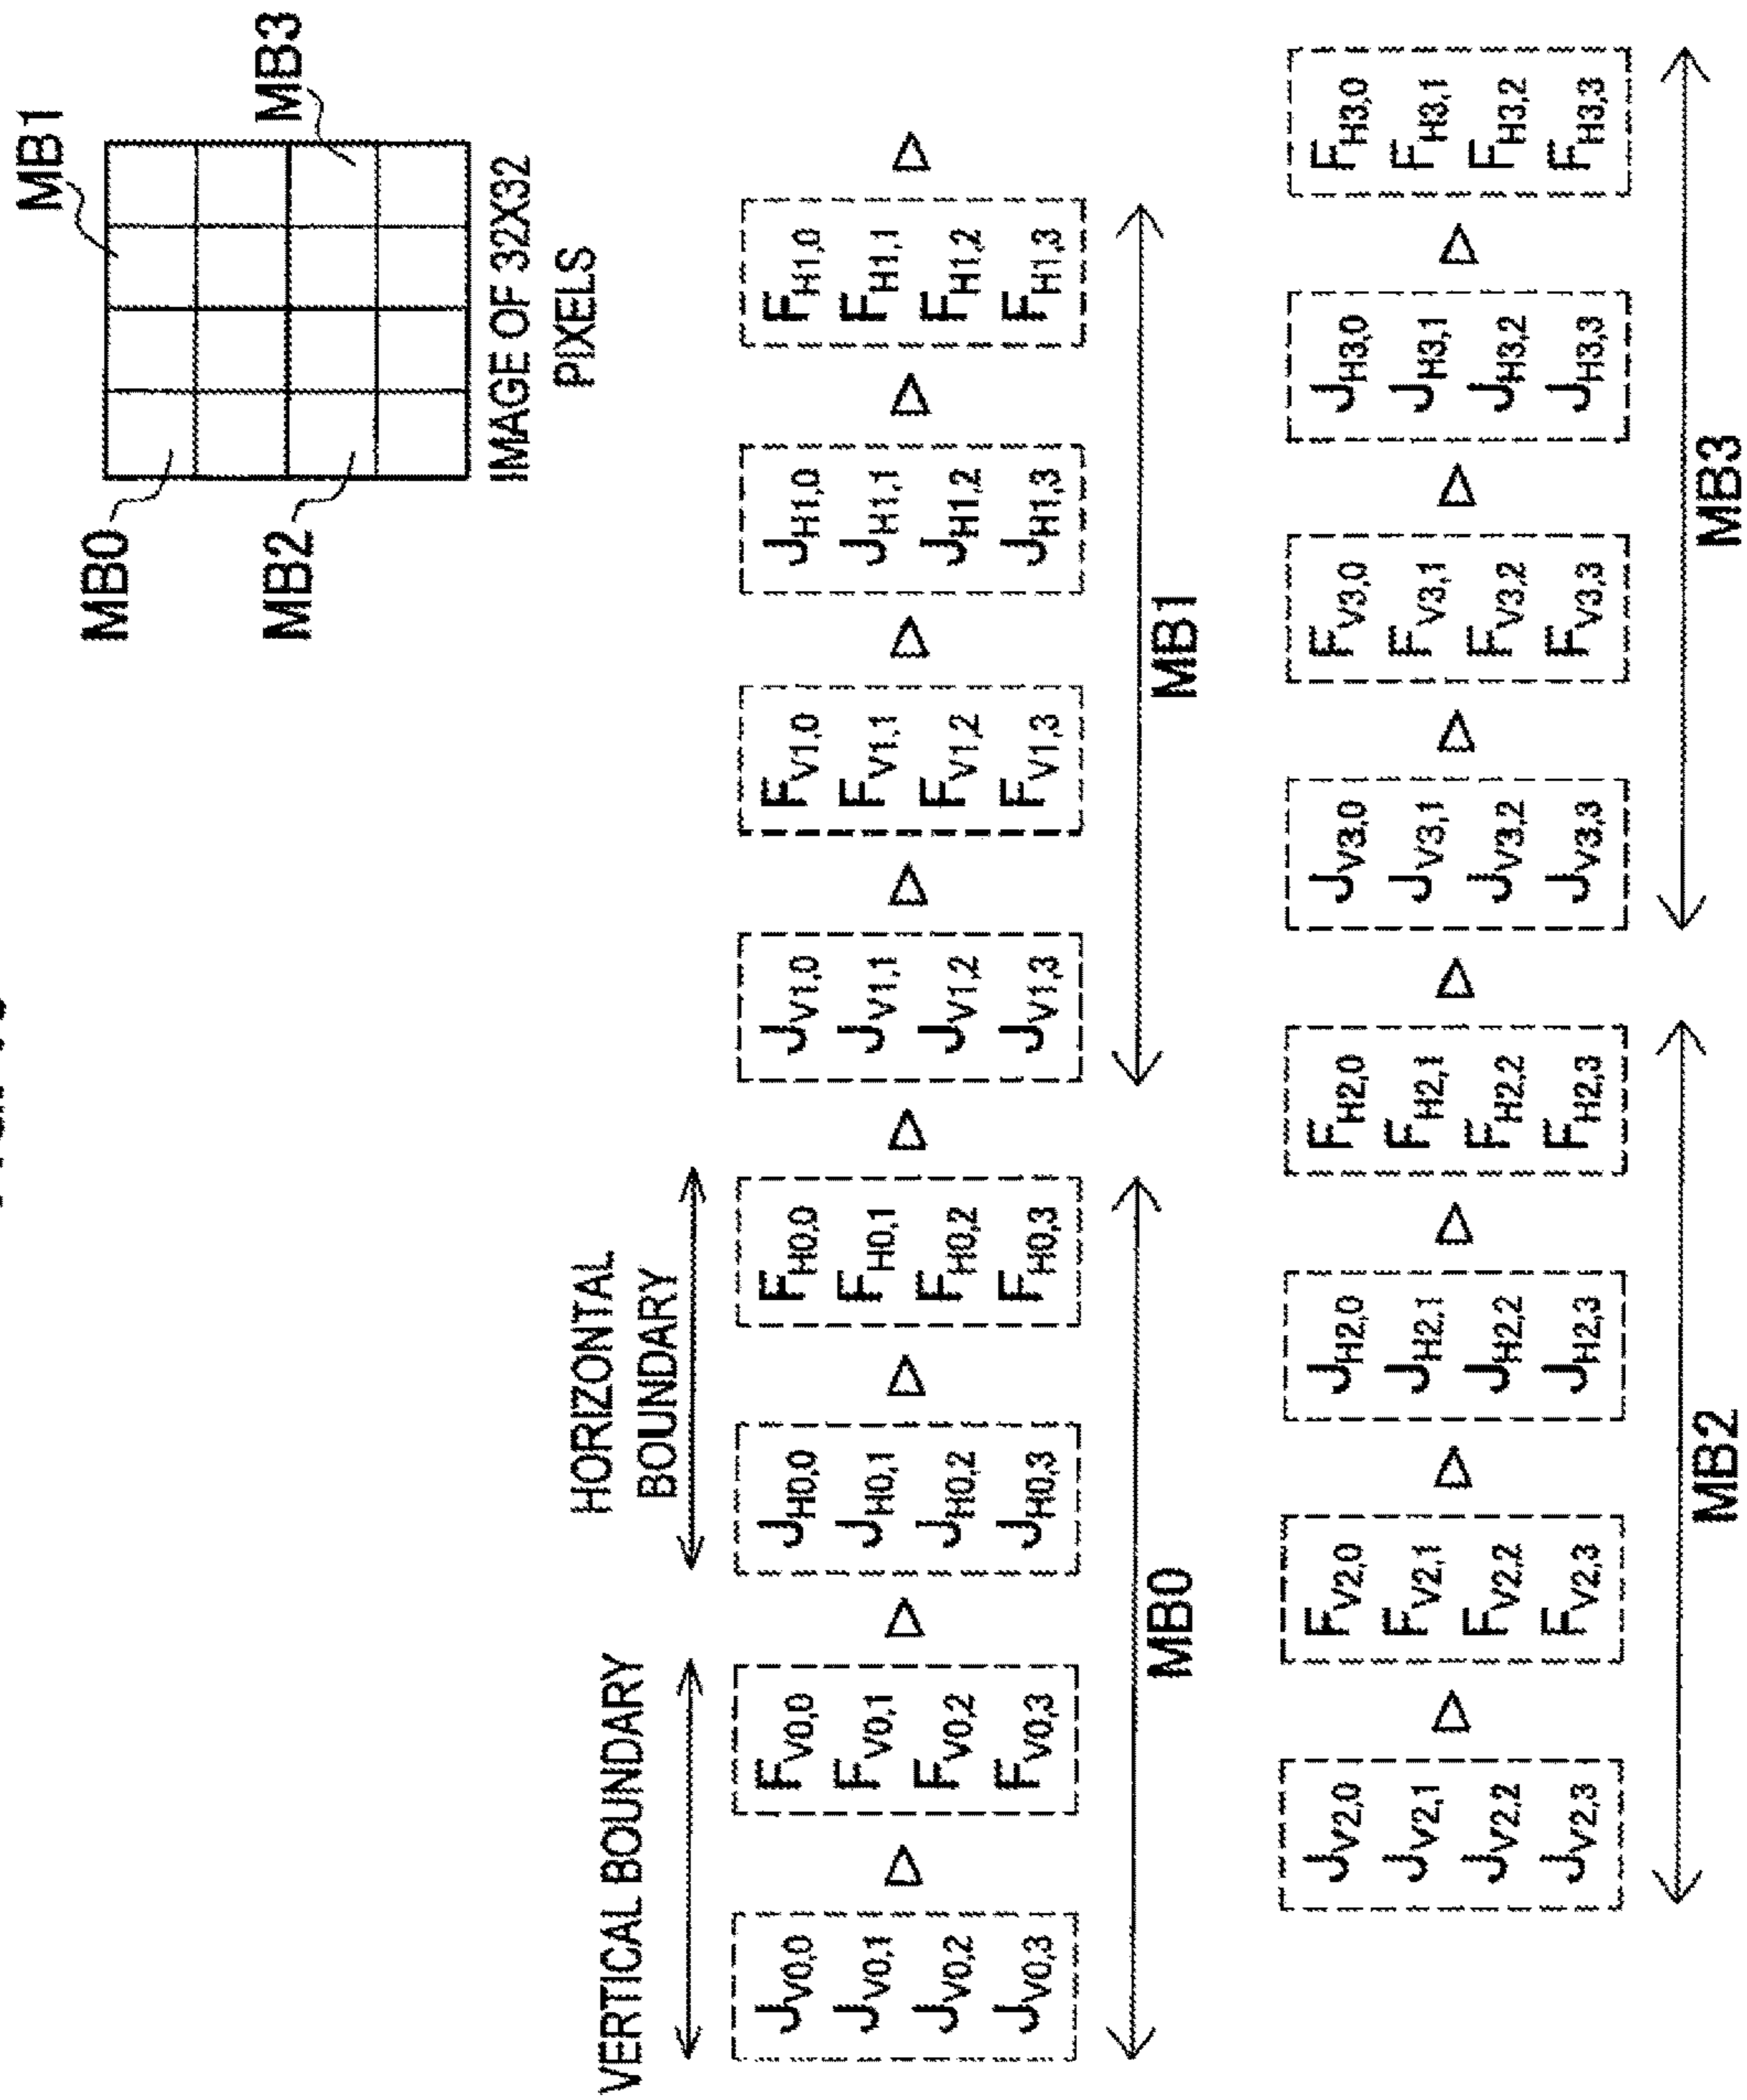 MB0
MB1
MB2
MB3
IMAGE OF 32X32
PIXELS
VERTICAL BOUNDARY
HORIZONTAL
BOUNDARY
JV0,0 FV0,0 JH0,0 FH0,0 JV1,0 FV1,0 JH1,0 FH1,0
JV0,1 FV0,1 JH0,1 FH0,1 JV1,1 FV1,1 JH1,1 FH1,1
JV0,2 FV0,2 JH0,2 FH0,2 JV1,2 FV1,2 JH1,2 FH1,2
JV0,3 FV0,3 JH0,3 FH0,3 JV1,3 FV1,3 JH1,3 FH1,3
MB0 MB1
JV2,0 FV2,0 JH2,0 FH2,0 JV3,0 FV3,0 JH3,0 FH3,0
JV2,1 FV2,1 JH2,1 FH2,1 JV3,1 FV3,1 JH3,1 FH3,1
JV2,2 FV2,2 JH2,2 FH2,2 JV3,2 FV3,2 JH3,2 FH3,2
JV2,3 FV2,3 JH2,3 FH2,3 JV3,3 FV3,3 JH3,3 FH3,3
MB2 MB3